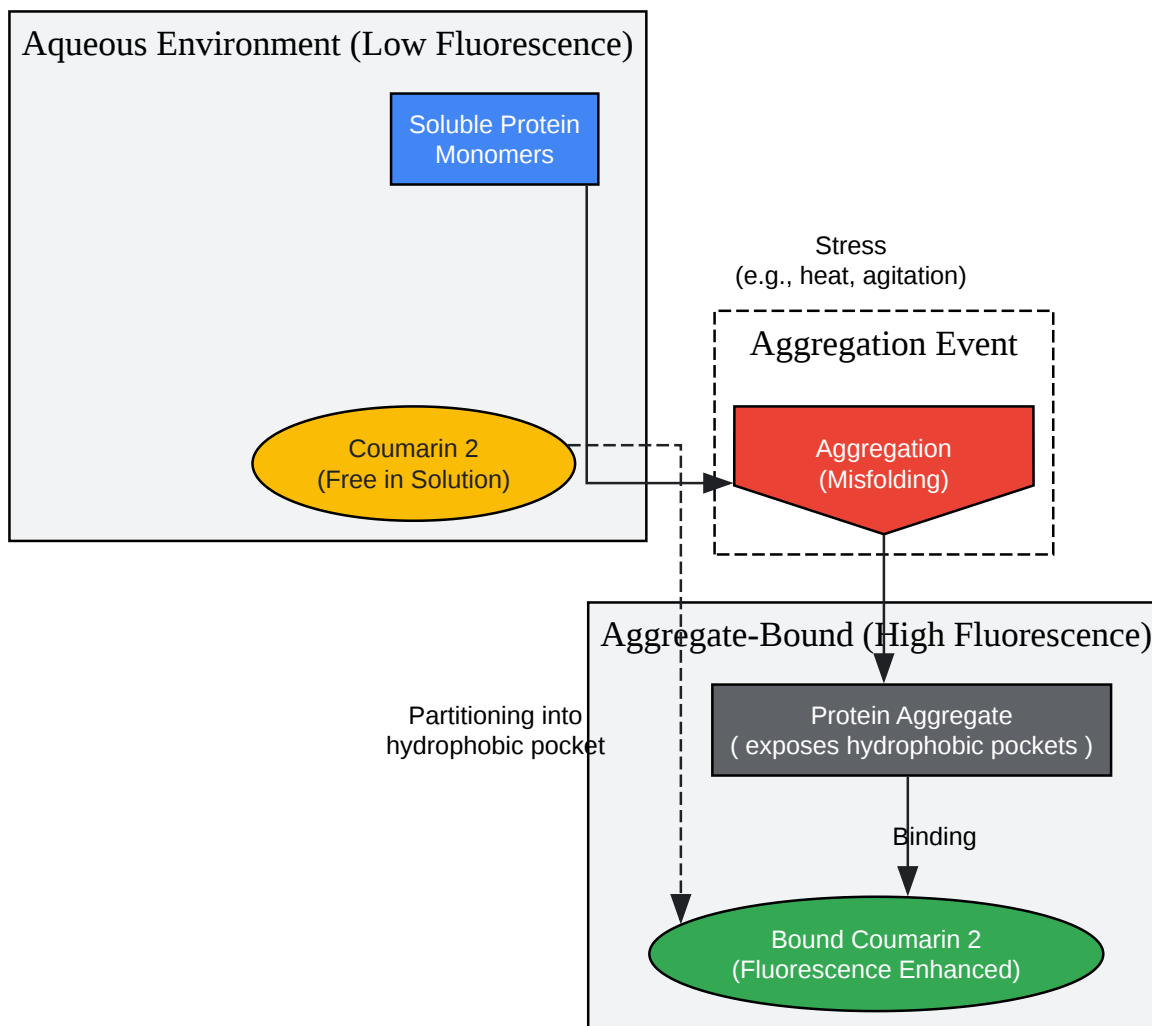 Aqueous Environment (Low Fluorescence)
Soluble Protein
Monomers
Stress
(e.g., heat, agitation)
Aggregation Event
Coumarin 2
(Free in Solution)
Aggregation
(Misfolding)
Aggregate-Bound (High Fluorescence)
Partitioning into
hydrophobic pocket
Protein Aggregate
( exposes hydrophobic pockets )
Binding
Bound Coumarin 2
(Fluorescence Enhanced)